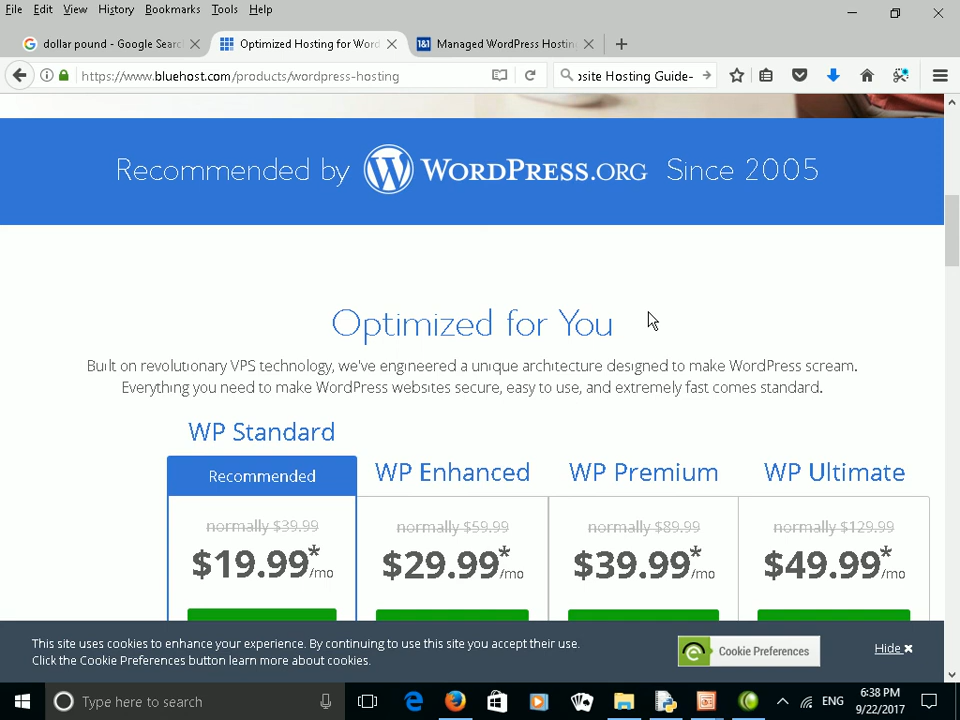 File Edit View History Bookmarks Tools Help
dollar pound - Google Searc
Optimized Hosting for Word
1&1 Managed WordPress Hosting
https://www.bluehost.com/products/wordpress-hosting
osite Hosting Guide-
Recommended by WORDPRESS.ORG Since 2005
Optimized for You
Built on revolutionary VPS technology, we've engineered a unique architecture designed to make WordPress scream.
Everything you need to make WordPress websites secure, easy to use, and extremely fast comes standard.
WP Standard
Recommended
WP Enhanced
WP Premium
WP Ultimate
normally $39.99
normally $59.99
normally $89.99
normally $129.99
$19.99*/mo
$29.99*/mo
$39.99*/mo
$49.99*/mo
This site uses cookies to enhance your experience. By continuing to use this site you accept their use.
Click the Cookie Preferences button learn more about cookies.
Cookie Preferences
Hide ✖
Type here to search
ENG
6:38 PM
9/22/2017